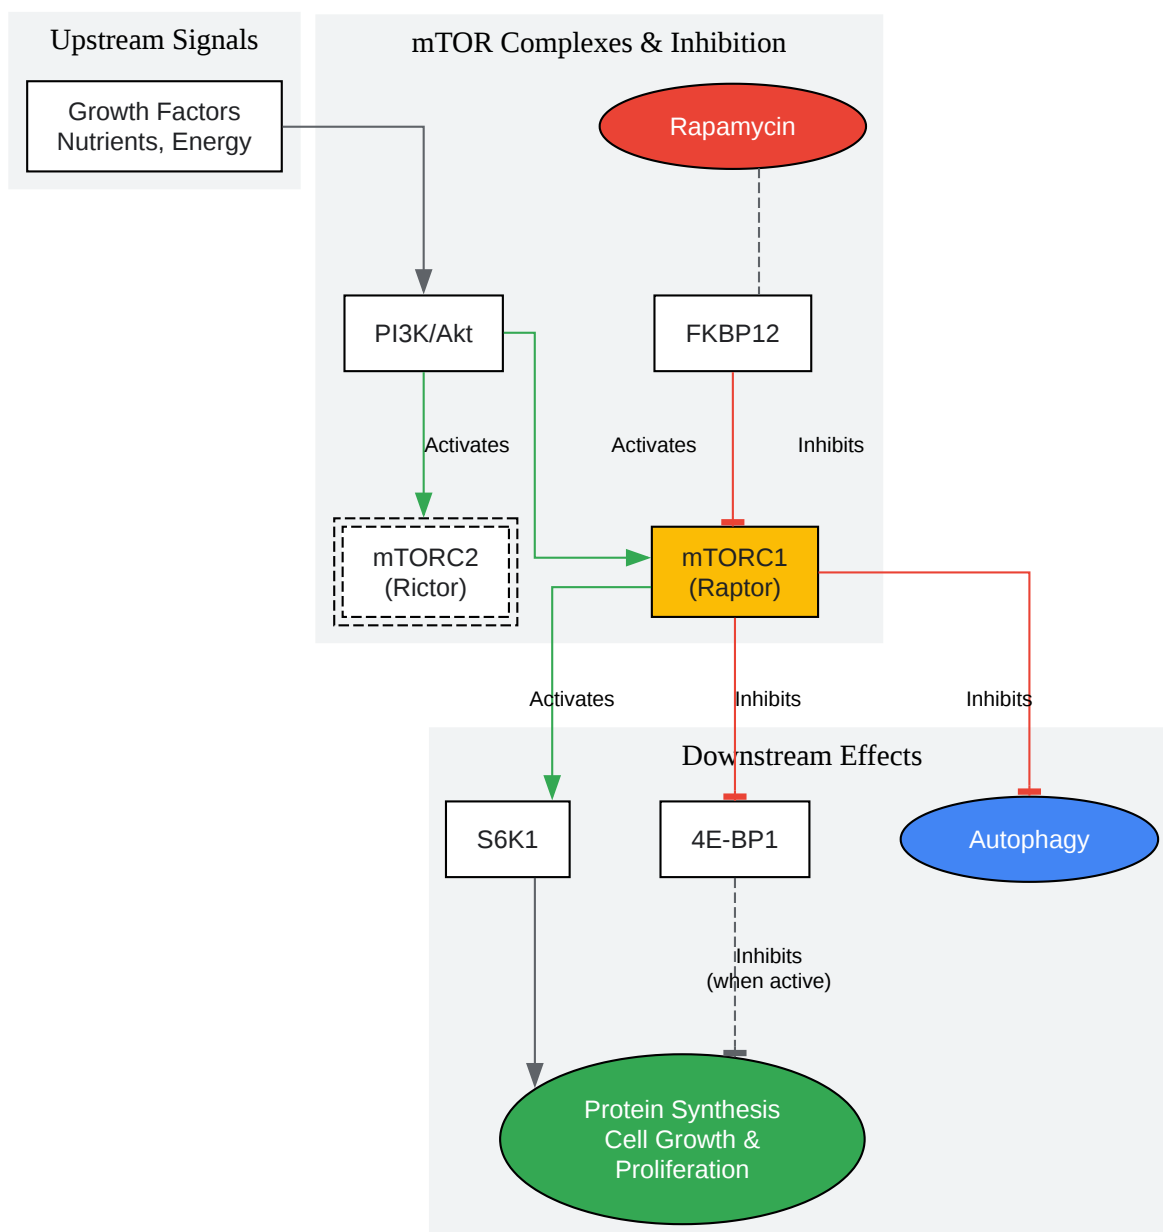 Upstream Signals
mTOR Complexes & Inhibition
Growth Factors
Nutrients, Energy
Rapamycin
PI3K/Akt
FKBP12
Activates
Activates
Inhibits
mTORC2
(Rictor)
mTORC1
(Raptor)
Activates
Inhibits
Inhibits
Downstream Effects
S6K1
4E-BP1
Autophagy
Inhibits
(when active)
Protein Synthesis
Cell Growth &
Proliferation